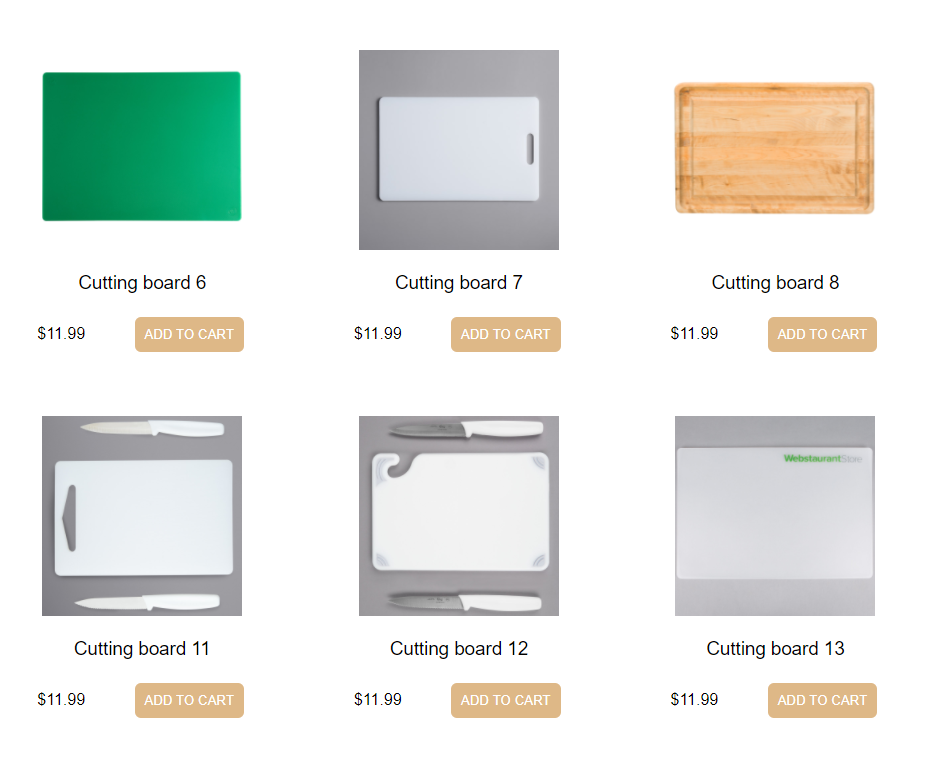 Cutting board 6
Cutting board 7
Cutting board 8
$11.99 ADD TO CART
$11.99 ADD TO CART
$11.99 ADD TO CART
WebstaurantStore
Cutting board 11
Cutting board 12
Cutting board 13
$11.99 ADD TO CART
$11.99 ADD TO CART
$11.99 ADD TO CART